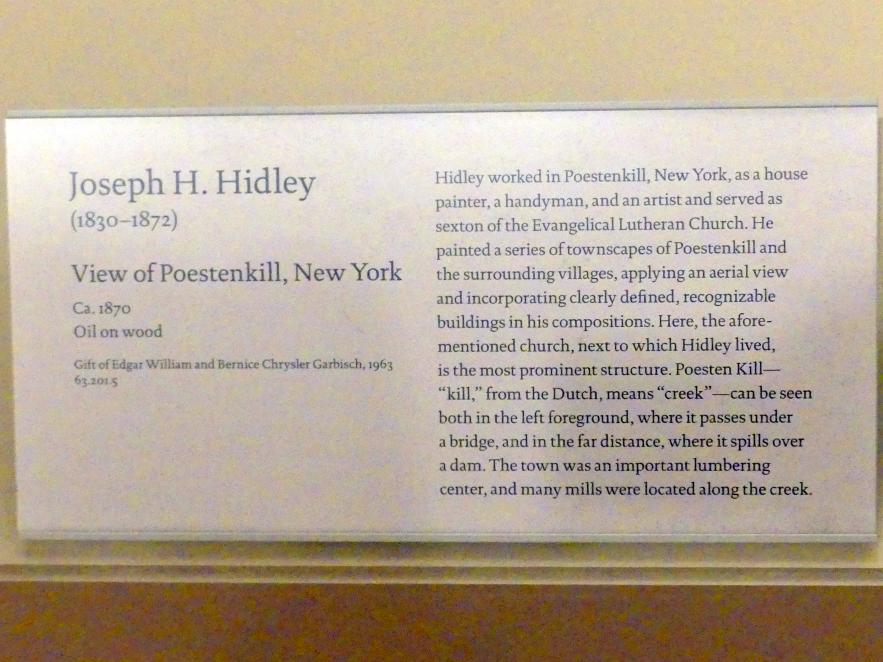 Joseph H. Hidley
(1830–1872)
View of Poestenkill, New York
Ca. 1870
Oil on wood
Gift of Edgar William and Bernice Chrysler Garbisch, 1963
63.201.5
Hidley worked in Poestenkill, New York, as a house
painter, a handyman, and an artist and served as
sexton of the Evangelical Lutheran Church. He
painted a series of townscapes of Poestenkill and
the surrounding villages, applying an aerial view
and incorporating clearly defined, recognizable
buildings in his compositions. Here, the afore-
mentioned church, next to which Hidley lived,
is the most prominent structure. Poesten Kill—
“kill,” from the Dutch, means “creek”—can be seen
both in the left foreground, where it passes under
a bridge, and in the far distance, where it spills over
a dam. The town was an important lumbering
center, and many mills were located along the creek.